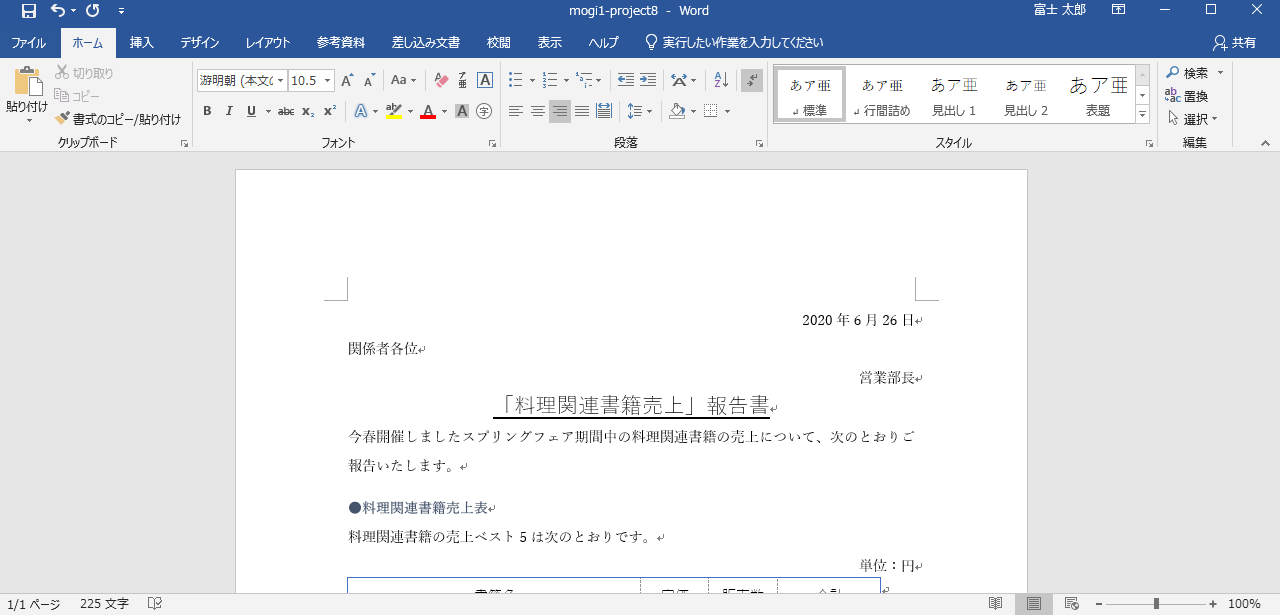 mogi1-project8 - Word
富士 太郎
ファイル ホーム 挿入 デザイン レイアウト 参考資料 差し込み文書 校閲 表示 ヘルプ 実行したい作業を入力してください 共有
貼り付け
切り取り
コピー
書式のコピー/貼り付け
クリップボード
游明朝 (本文の 10.5
フォント
段落
あア亜 あア亜 あア亜 あア亜 あア亜
標準 行間詰め 見出し 1 見出し 2 表題
スタイル
検索
置換
選択
編集
2020 年 6 月 26 日
関係者各位
営業部長
「料理関連書籍売上」報告書
今春開催しましたスプリングフェア期間中の料理関連書籍の売上について、次のとおりご
報告いたします。
●料理関連書籍売上表
料理関連書籍の売上ベスト 5 は次のとおりです。
単位：円
書籍名 定価 販売数 合計
1/1 ページ 225 文字 100%